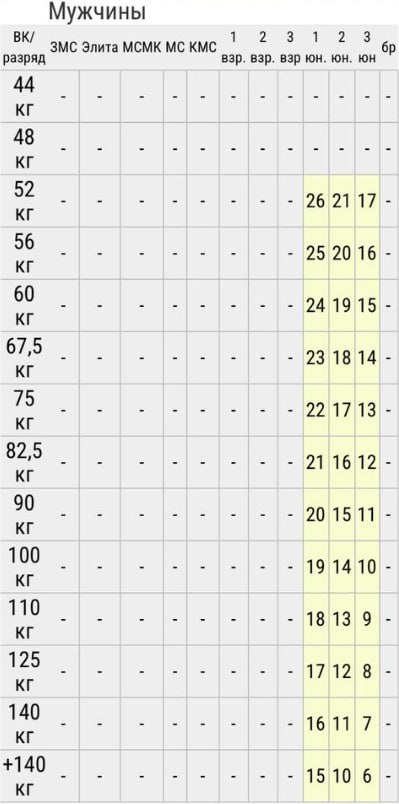 Мужчины
ВК/разряд ЗМС Элита МСМК МС КМС 1 взр. 2 взр. 3 взр 1 юн. 2 юн. 3 юн бр
44 кг - - - - - - - - - - - -
48 кг - - - - - - - - - - - -
52 кг - - - - - - - - 26 21 17 -
56 кг - - - - - - - - 25 20 16 -
60 кг - - - - - - - - 24 19 15 -
67,5 кг - - - - - - - - 23 18 14 -
75 кг - - - - - - - - 22 17 13 -
82,5 кг - - - - - - - - 21 16 12 -
90 кг - - - - - - - - 20 15 11 -
100 кг - - - - - - - - 19 14 10 -
110 кг - - - - - - - - 18 13 9 -
125 кг - - - - - - - - 17 12 8 -
140 кг - - - - - - - - 16 11 7 -
+140 кг - - - - - - - - 15 10 6 -